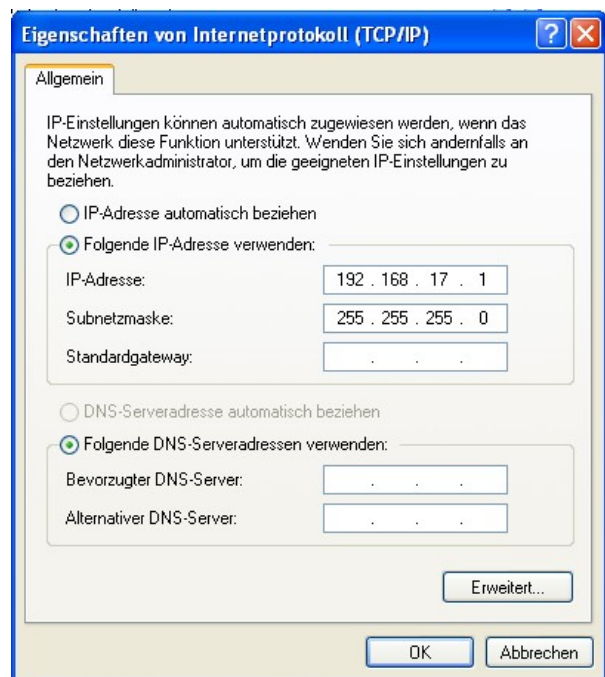 Eigenschaften von Internetprotokoll (TCP/IP)
Allgemein
IP-Einstellungen können automatisch zugewiesen werden, wenn das
Netzwerk diese Funktion unterstützt. Wenden Sie sich andernfalls an
den Netzwerkadministrator, um die geeigneten IP-Einstellungen zu
beziehen.
IP-Adresse automatisch beziehen
Folgende IP-Adresse verwenden:
IP-Adresse: 192 . 168 . 17 . 1
Subnetzmaske: 255 . 255 . 255 . 0
Standardgateway: . . .
DNS-Serveradresse automatisch beziehen
Folgende DNS-Serveradressen verwenden:
Bevorzugter DNS-Server: . . .
Alternativer DNS-Server: . . .
Erweitert...
OK Abbrechen